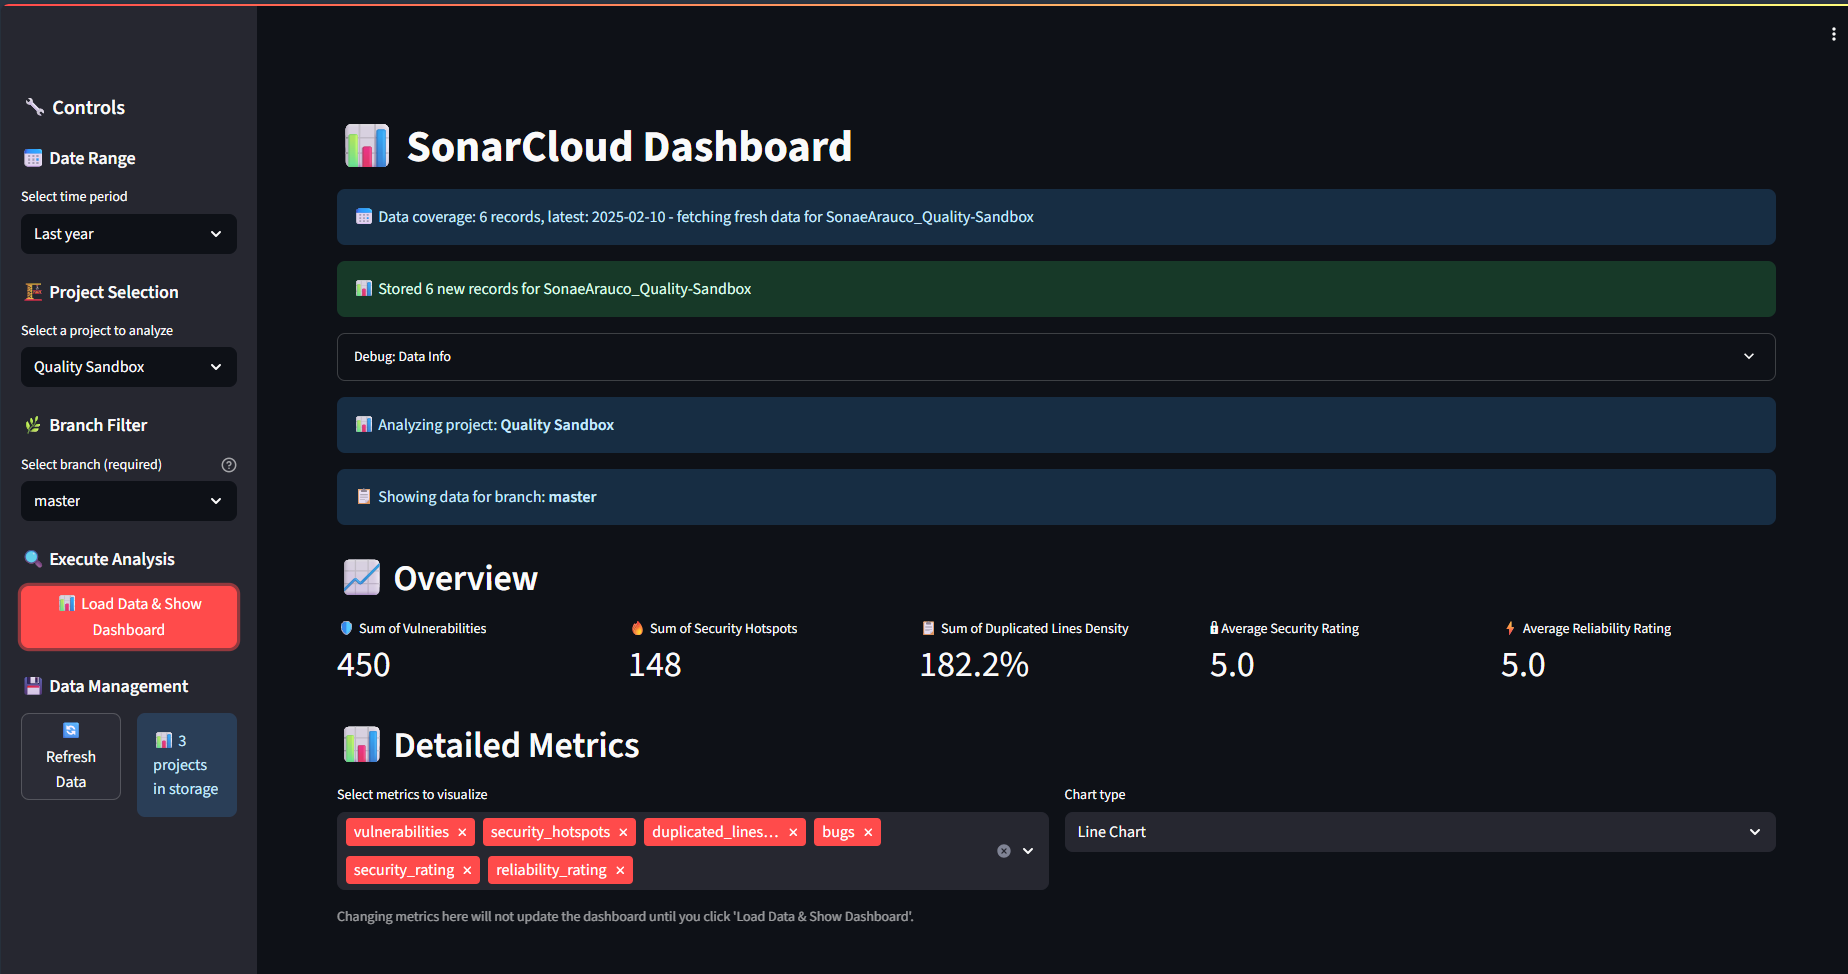 Controls
Date Range
Select time period
Last year
Project Selection
Select a project to analyze
Quality Sandbox
Branch Filter
Select branch (required)
master
Execute Analysis
Load Data & Show
Dashboard
Data Management
Refresh
Data
3
projects
in storage
SonarCloud Dashboard
Data coverage: 6 records, latest: 2025-02-10 - fetching fresh data for SonaeArauco_Quality-Sandbox
Stored 6 new records for SonaeArauco_Quality-Sandbox
Debug: Data Info
Analyzing project: Quality Sandbox
Showing data for branch: master
Overview
Sum of Vulnerabilities
450
Sum of Security Hotspots
148
Sum of Duplicated Lines Density
182.2%
Average Security Rating
5.0
Average Reliability Rating
5.0
Detailed Metrics
Select metrics to visualize
vulnerabilities × security_hotspots × duplicated_lines... × bugs ×
security_rating × reliability_rating ×
Chart type
Line Chart
Changing metrics here will not update the dashboard until you click 'Load Data & Show Dashboard'.